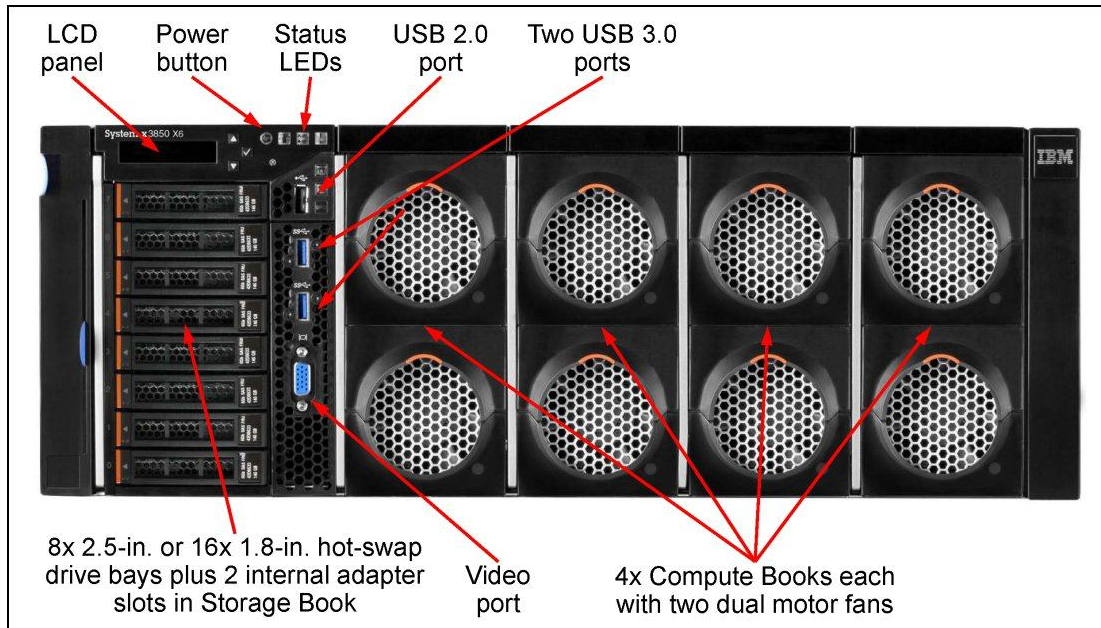 LCD
panel
Power
button
Status
LEDs
USB 2.0
port
Two USB 3.0
ports
System x3850 X6
IBM
8x 2.5-in. or 16x 1.8-in. hot-swap
drive bays plus 2 internal adapter
slots in Storage Book
Video
port
4x Compute Books each
with two dual motor fans